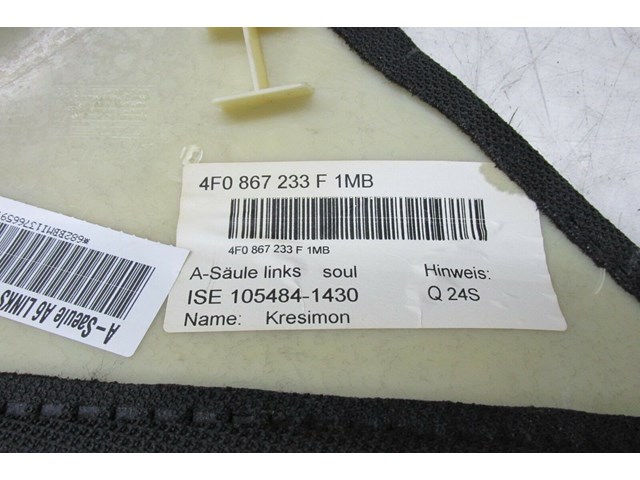 4F0 867 233 F 1MB
4F0 867 233 F 1MB
A-Säule links soul Hinweis:
ISE 105484-1430 Q 24S
Name: Kresimon
A-Saeule A6 LINKS